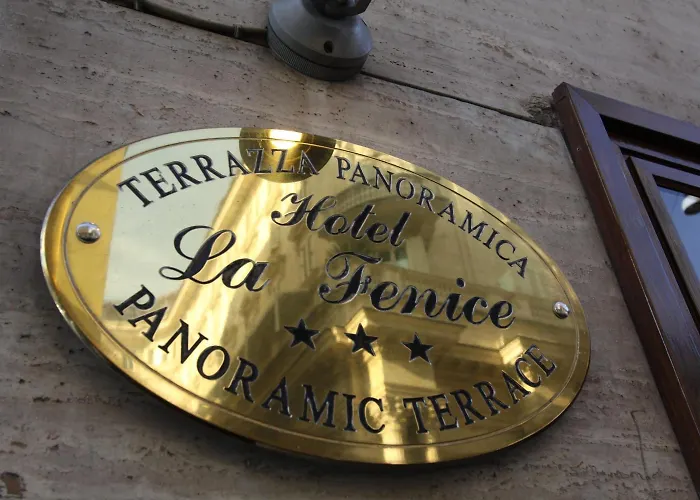 TERRAZZA PANORAMICA
Hotel
La Fenice
★ ★ ★
PANORAMIC TERRACE